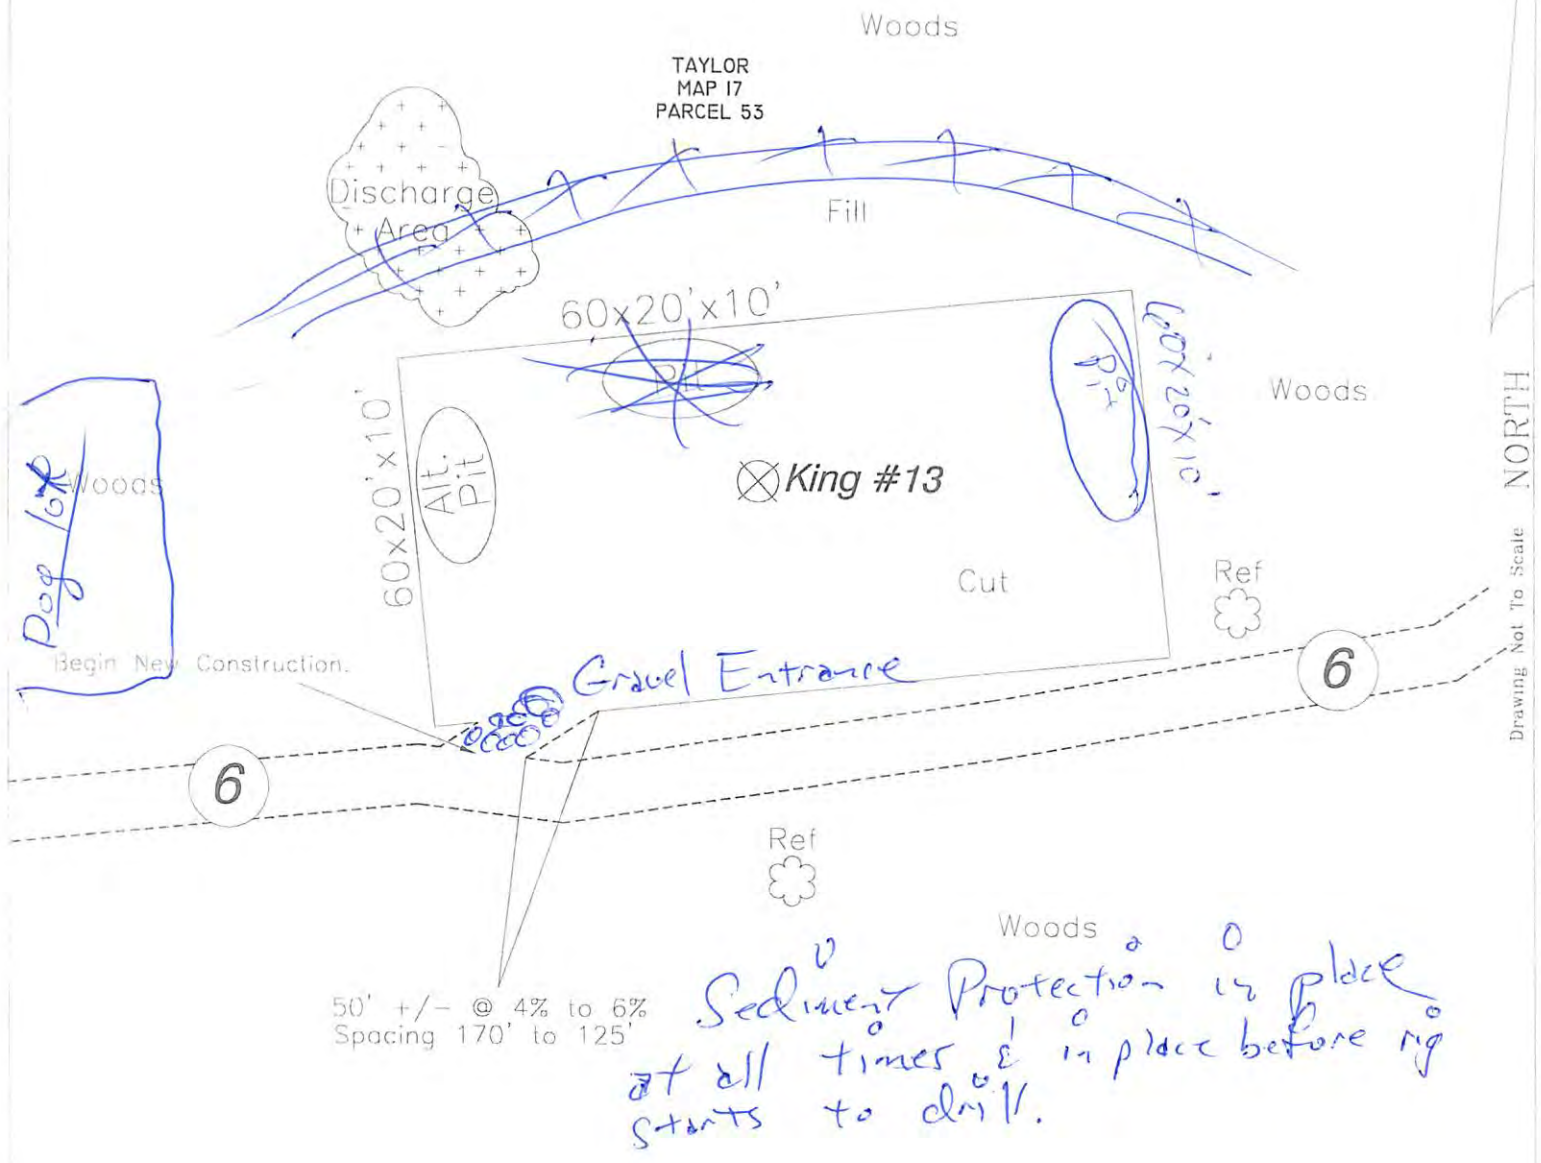 Woods
TAYLOR
MAP 17
PARCEL 53
Discharge
Area
Fill
60x20'x10'
Pit
Pit
60'x20'x10'
Woods
NORTH
Drawing Not To Scale
60x20'x10'
Alt.
Pit
King #13
Woods
Cut
Ref
Begin New Construction.
Gravel Entrance
6
6
Ref
Woods
50' +/- @ 4% to 6%
Spacing 170' to 125'
Sediment Protection in place
at all times & in place before rig
starts to drill.